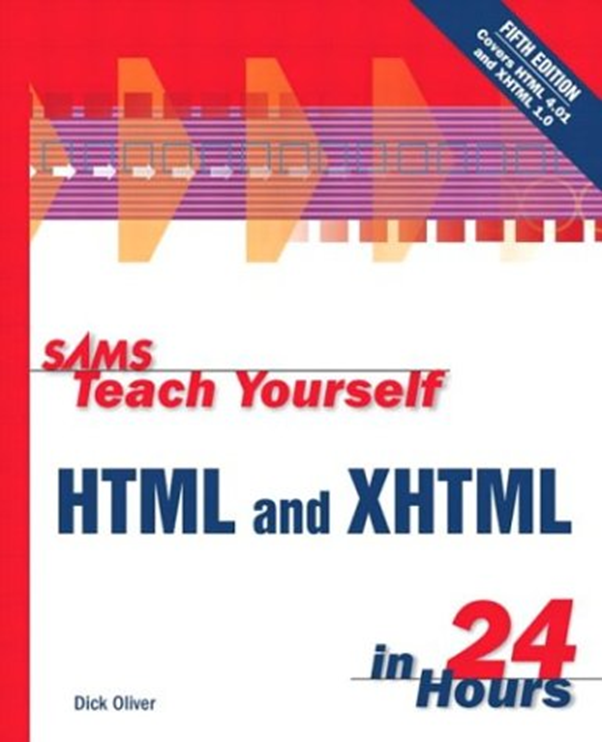 FIFTH EDITION
Covers HTML 4.01
and XHTML 1.0
SAMS
Teach Yourself
HTML and XHTML
in 24
Hours
Dick Oliver